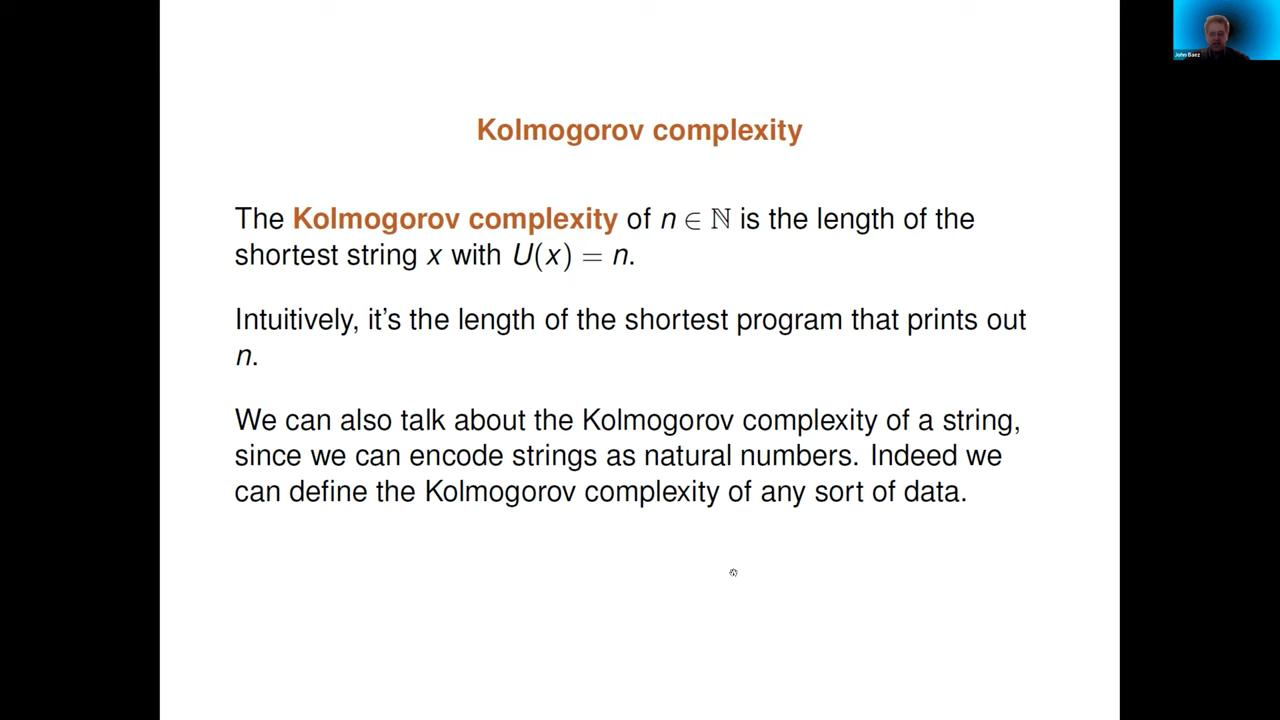 John Baez
Kolmogorov complexity
The Kolmogorov complexity of n ∈ ℕ is the length of the
shortest string x with U(x) = n.
Intuitively, it's the length of the shortest program that prints out
n.
We can also talk about the Kolmogorov complexity of a string,
since we can encode strings as natural numbers. Indeed we
can define the Kolmogorov complexity of any sort of data.